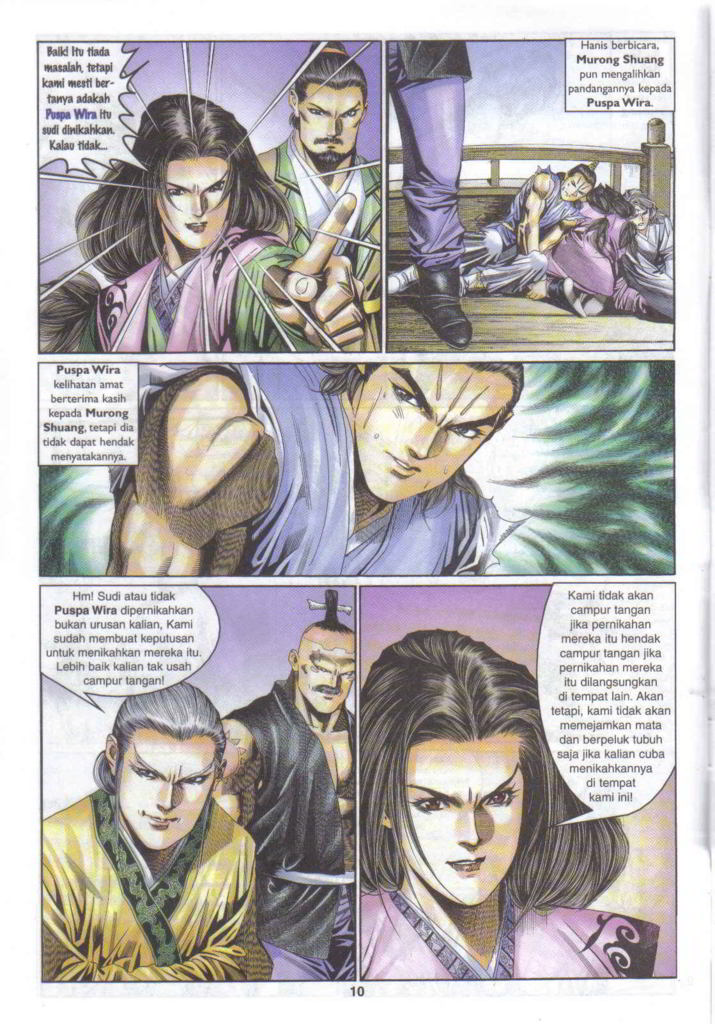 Baik! Itu tiada
masalah, tetapi
kami mesti ber-
tanya adakah
Puspa Wira itu
sudi dinikahkan.
Kalau tidak...
Hanis berbicara,
Murong Shuang
pun mengalihkan
pandangannya kepada
Puspa Wira.
Puspa Wira
kelihatan amat
berterima kasih
kepada Murong
Shuang, tetapi dia
tidak dapat hendak
menyatakannya.
Hm! Sudi atau tidak
Puspa Wira dipernikahkan
bukan urusan kalian, Kami
sudah membuat keputusan
untuk menikahkan mereka itu.
Lebih baik kalian tak usah
campur tangan!
Kami tidak akan
campur tangan
jika pernikahan
mereka itu hendak
campur tangan jika
pernikahan mereka
itu dilangsungkan
di tempat lain. Akan
tetapi, kami tidak akan
memejamkan mata
dan berpeluk tubuh
saja jika kalian cuba
menikahkannya
di tempat
kami ini!
10